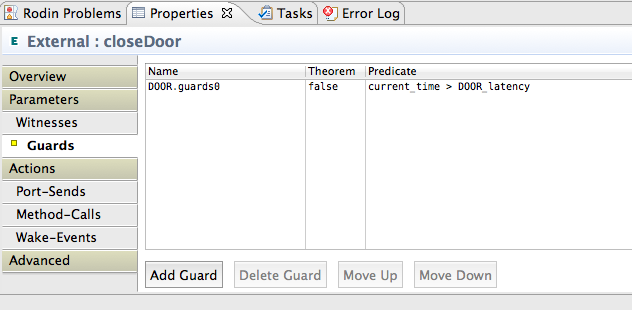 Rodin Problems Properties Tasks Error Log
E External : closeDoor
Overview
Parameters
Witnesses
Guards
Actions
Port-Sends
Method-Calls
Wake-Events
Advanced
Name Theorem Predicate
DOOR.guards0 false current_time > DOOR_latency
Add Guard Delete Guard Move Up Move Down